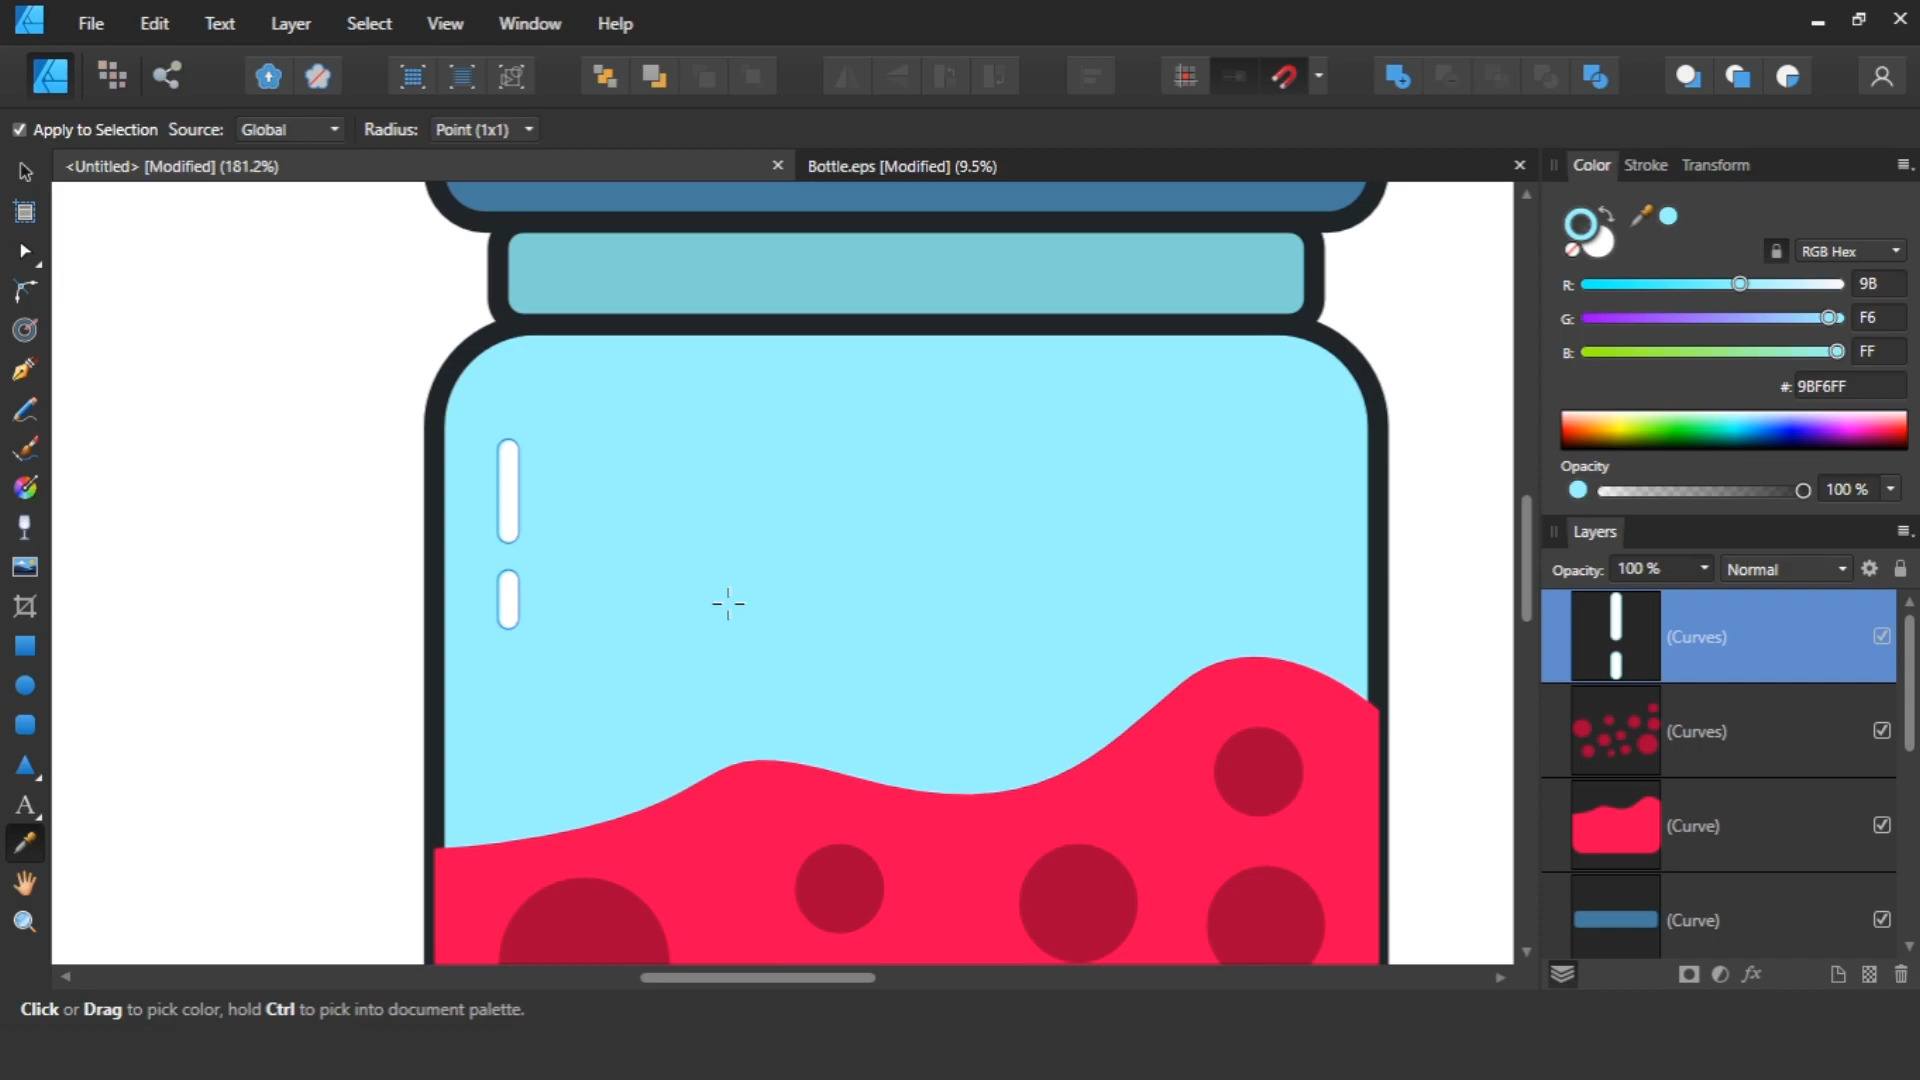 File Edit Text Layer Select View Window Help
Apply to Selection Source: Global Radius: Point (1x1)
<Untitled> [Modified] (181.2%) Bottle.eps [Modified] (9.5%)
Color Stroke Transform
RGB Hex
R: 9B
G: F6
B: FF
#: 9BF6FF
Opacity
100 %
Layers
Opacity: 100 % Normal
(Curves)
(Curves)
(Curve)
(Curve)
Click or Drag to pick color, hold Ctrl to pick into document palette.